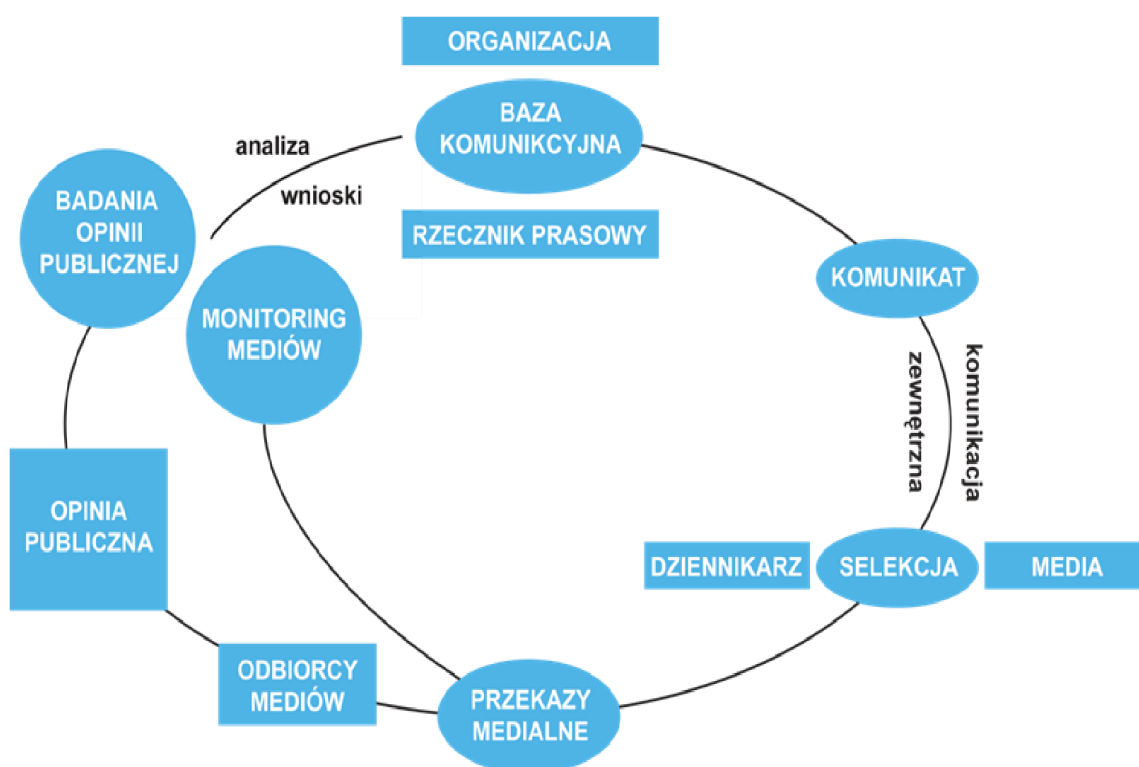 ORGANIZACJA
BAZA
KOMUNIKCYJNA
RZECZNIK PRASOWY
analiza
wnioski
BADANIA
OPINII
PUBLICZNEJ
MONITORING
MEDIÓW
KOMUNIKAT
komunikacja
zewnętrzna
DZIENNIKARZ
SELEKCJA
MEDIA
OPINIA
PUBLICZNA
ODBIORCY
MEDIÓW
PRZEKAZY
MEDIALNE